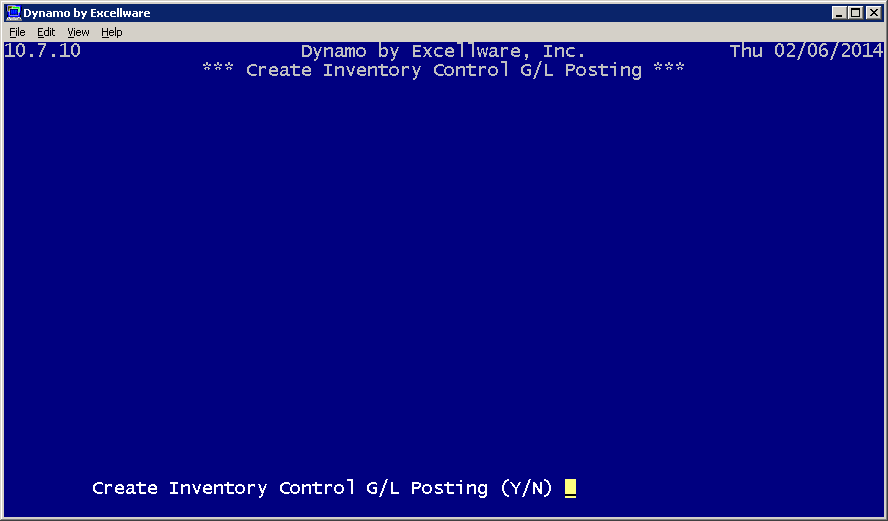 Dynamo by Excellware
File Edit View Help
10.7.10 Dynamo by Excellware, Inc. Thu 02/06/2014
*** Create Inventory Control G/L Posting ***
Create Inventory Control G/L Posting (Y/N)